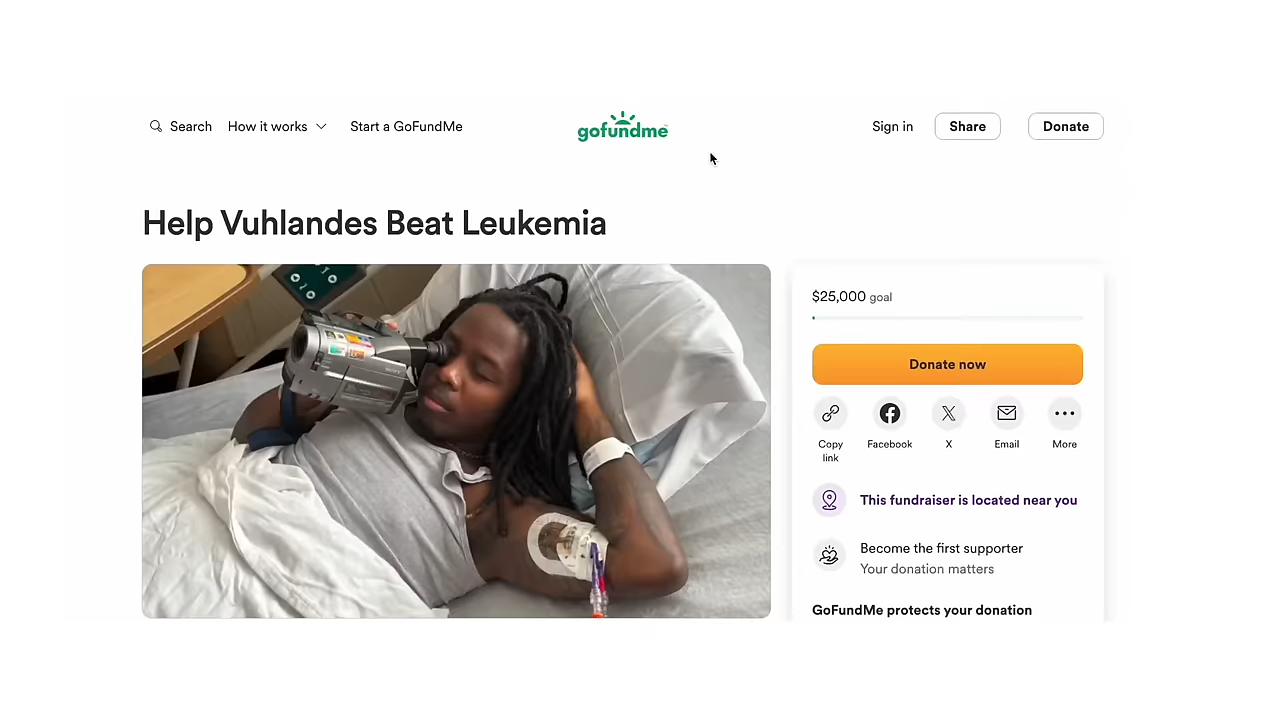 Search How it works Start a GoFundMe gofundme Sign in Share Donate
Help Vuhlandes Beat Leukemia
$25,000 goal
Donate now
Copy link
Facebook
X
Email
More
This fundraiser is located near you
Become the first supporter
Your donation matters
GoFundMe protects your donation
SONY